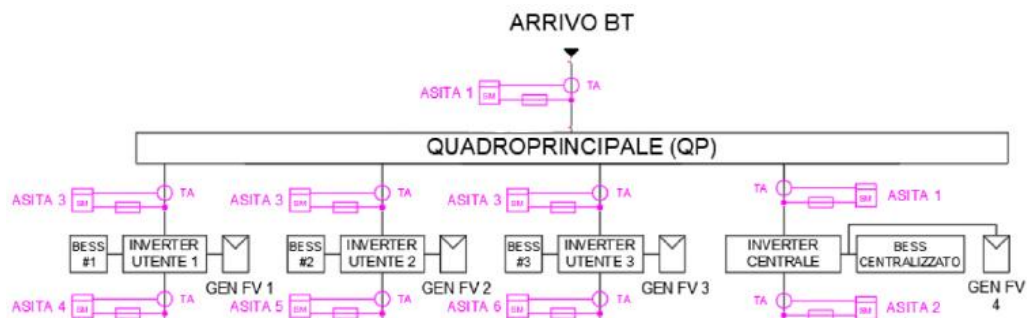 ARRIVO BT
ASITA 1
SM
TA
QUADROPRINCIPALE (QP)
ASITA 3
SM
TA
ASITA 3
SM
TA
ASITA 3
SM
TA
TA
SM
ASITA 1
BESS
#1
INVERTER
UTENTE 1
GEN FV 1
BESS
#2
INVERTER
UTENTE 2
GEN FV 2
BESS
#3
INVERTER
UTENTE 3
GEN FV 3
INVERTER
CENTRALE
BESS
CENTRALIZZATO
GEN FV
4
ASITA 4
SM
TA
ASITA 5
SM
TA
ASITA 6
SM
TA
TA
SM
ASITA 2